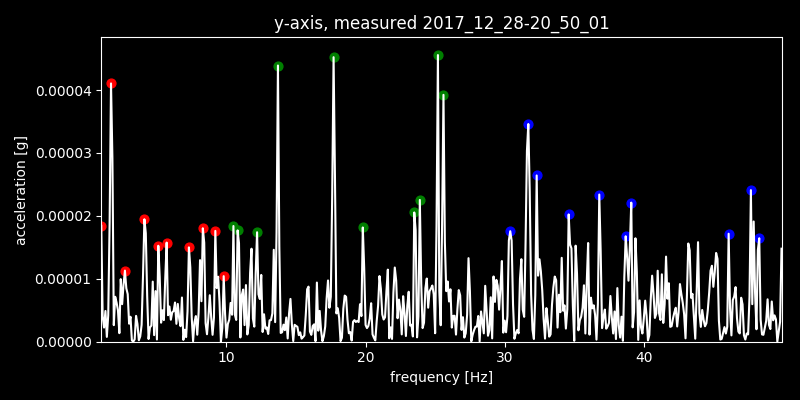 y-axis, measured 2017_12_28-20_50_01
acceleration [g]
0.00004
0.00003
0.00002
0.00001
0.00000
10 20 30 40
frequency [Hz]